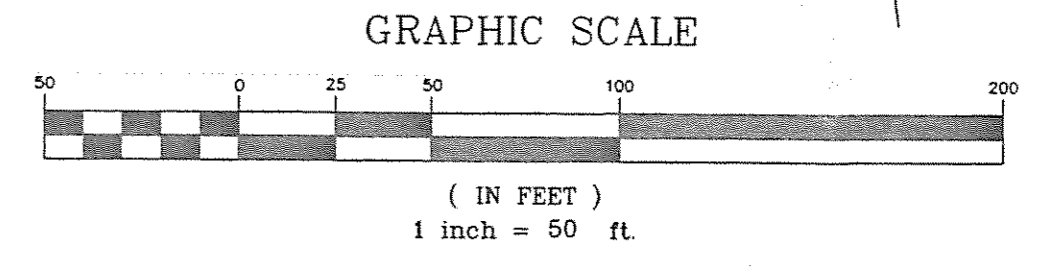 GRAPHIC SCALE
50 0 25 50 100 200
( IN FEET )
1 inch = 50 ft.